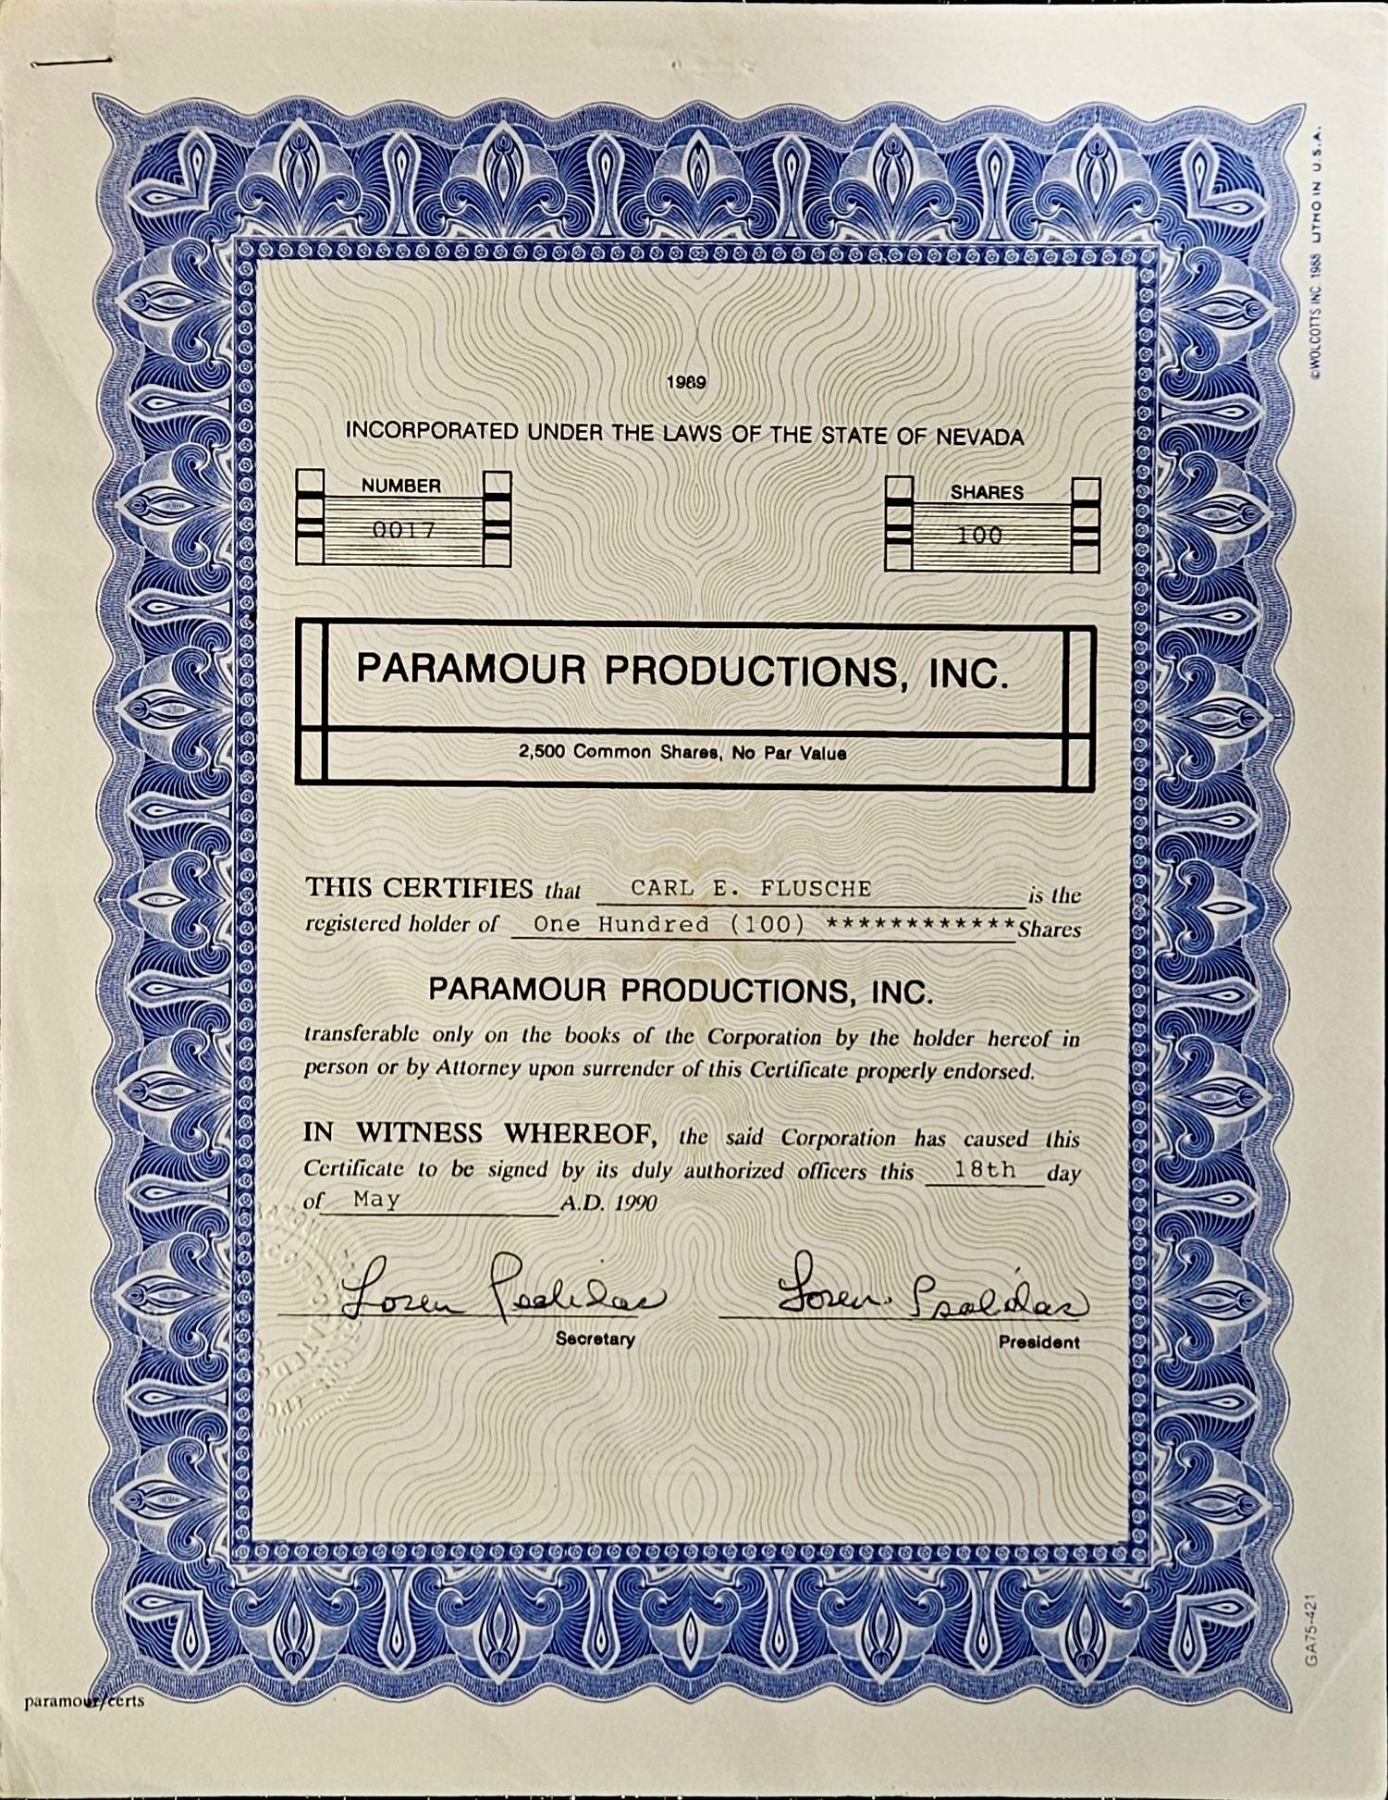 ©WOLCOTTS INC 1988 LITHO IN U.S.A.
1989
INCORPORATED UNDER THE LAWS OF THE STATE OF NEVADA
NUMBER
0017
SHARES
100
PARAMOUR PRODUCTIONS, INC.
2,500 Common Shares, No Par Value
THIS CERTIFIES that CARL E. FLUSCHE is the
registered holder of One Hundred (100) ************ Shares
PARAMOUR PRODUCTIONS, INC.
transferable only on the books of the Corporation by the holder hereof in
person or by Attorney upon surrender of this Certificate properly endorsed.
IN WITNESS WHEREOF, the said Corporation has caused this
Certificate to be signed by its duly authorized officers this 18th day
of May A.D. 1990
Loren Loren
Secretary
President
GA75-421
paramour/certs